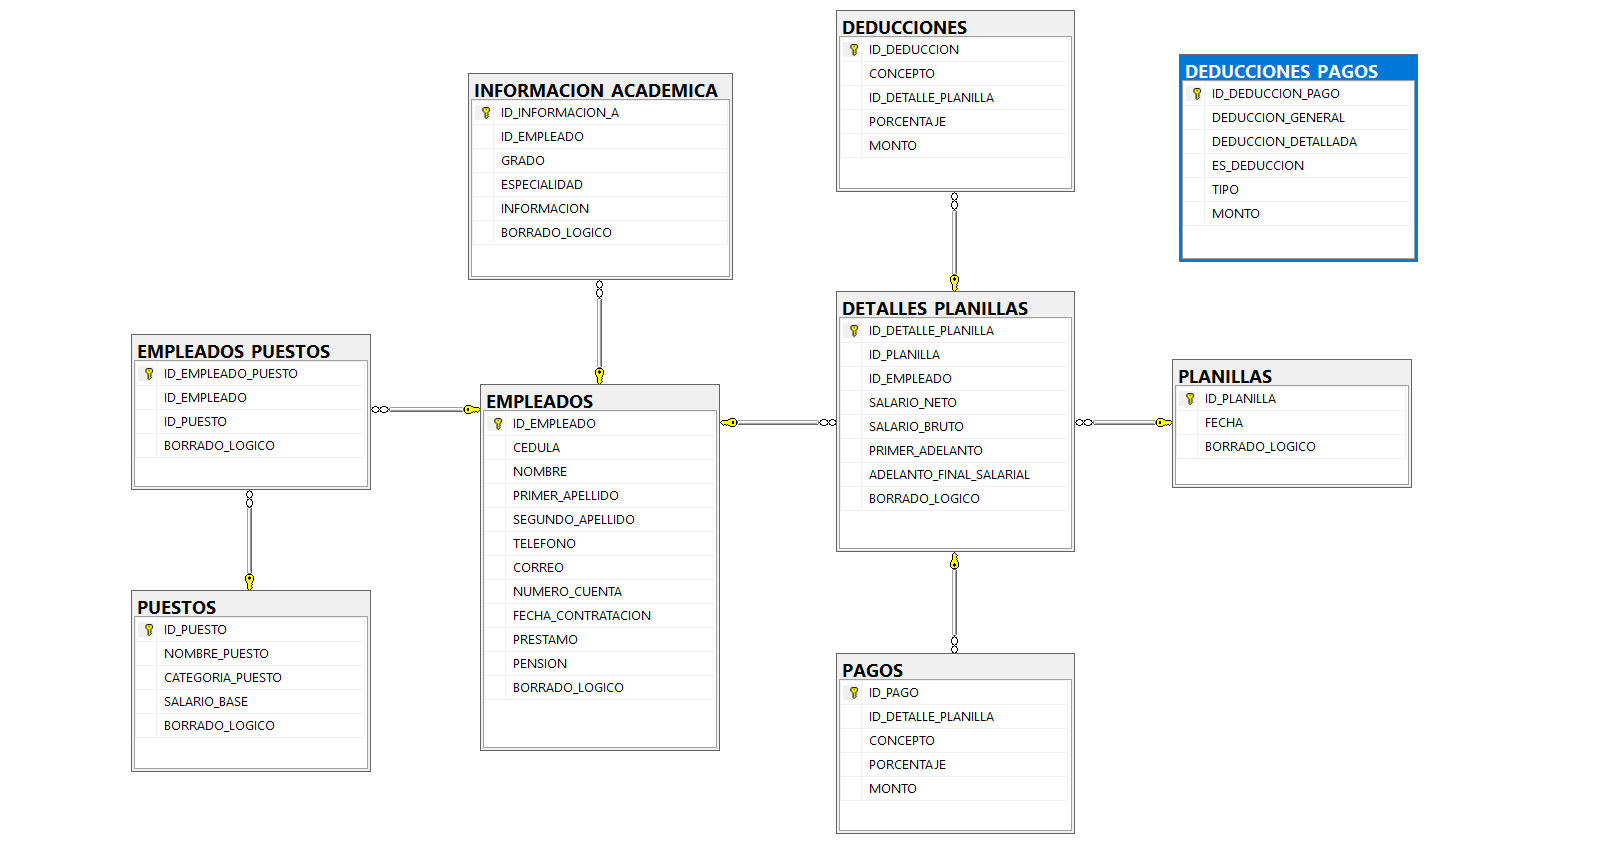 DEDUCCIONES
ID_DEDUCCION
CONCEPTO
ID_DETALLE_PLANILLA
PORCENTAJE
MONTO
DEDUCCIONES_PAGOS
ID_DEDUCCION_PAGO
DEDUCCION_GENERAL
DEDUCCION_DETALLADA
ES_DEDUCCION
TIPO
MONTO
INFORMACION_ACADEMICA
ID_INFORMACION_A
ID_EMPLEADO
GRADO
ESPECIALIDAD
INFORMACION
BORRADO_LOGICO
EMPLEADOS_PUESTOS
ID_EMPLEADO_PUESTO
ID_EMPLEADO
ID_PUESTO
BORRADO_LOGICO
EMPLEADOS
ID_EMPLEADO
CEDULA
NOMBRE
PRIMER_APELLIDO
SEGUNDO_APELLIDO
TELEFONO
CORREO
NUMERO_CUENTA
FECHA_CONTRATACION
PRESTAMO
PENSION
BORRADO_LOGICO
DETALLES_PLANILLAS
ID_DETALLE_PLANILLA
ID_PLANILLA
ID_EMPLEADO
SALARIO_NETO
SALARIO_BRUTO
PRIMER_ADELANTO
ADELANTO_FINAL_SALARIAL
BORRADO_LOGICO
PLANILLAS
ID_PLANILLA
FECHA
BORRADO_LOGICO
PUESTOS
ID_PUESTO
NOMBRE_PUESTO
CATEGORIA_PUESTO
SALARIO_BASE
BORRADO_LOGICO
PAGOS
ID_PAGO
ID_DETALLE_PLANILLA
CONCEPTO
PORCENTAJE
MONTO